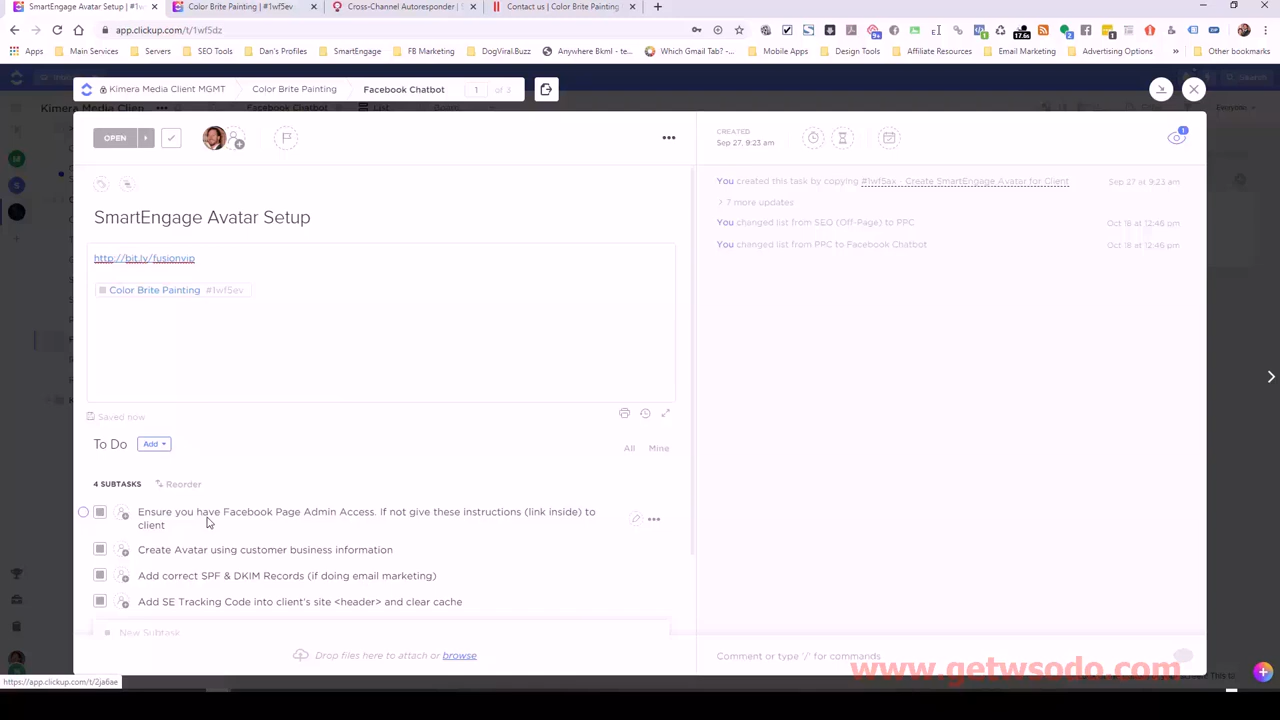 SmartEngage Avatar Setup | #1wf5
Color Brite Painting | #1wf5ev
Cross-Channel Autoresponder |
Contact us | Color Brite Painting
app.clickup.com/t/1wf5dz
Apps
Main Services
Servers
SEO Tools
Dan's Profiles
SmartEngage
FB Marketing
DogViral.Buzz
Anywhere Bkml - t...
Which Gmail Tab? -...
Mobile Apps
Design Tools
Affiliate Resources
Email Marketing
Advertising Options
Other bookmarks
Kimera Media Client MGMT
Color Brite Painting
Facebook Chatbot
1 of 3
Kimera Media Clien
OPEN
CREATED
Sep 27, 9:23 am
1
You created this task by copying #1wf5ax - Create SmartEngage Avatar for Client
Sep 27 at 9:23 am
7 more updates
You changed list from SEO (Off-Page) to PPC
Oct 18 at 12:46 pm
You changed list from PPC to Facebook Chatbot
Oct 18 at 12:46 pm
SmartEngage Avatar Setup
http://bit.ly/fusionvip
Color Brite Painting #1wf5ev
Saved now
To Do
Add
All
Mine
4 SUBTASKS
Reorder
Ensure you have Facebook Page Admin Access. If not give these instructions (link inside) to
client
Create Avatar using customer business information
Add correct SPF & DKIM Records (if doing email marketing)
Add SE Tracking Code into client's site <header> and clear cache
New Subtask
Drop files here to attach or browse
Comment or type '/' for commands
www.getwsodo.com
https://app.clickup.com/t/2ja6ae